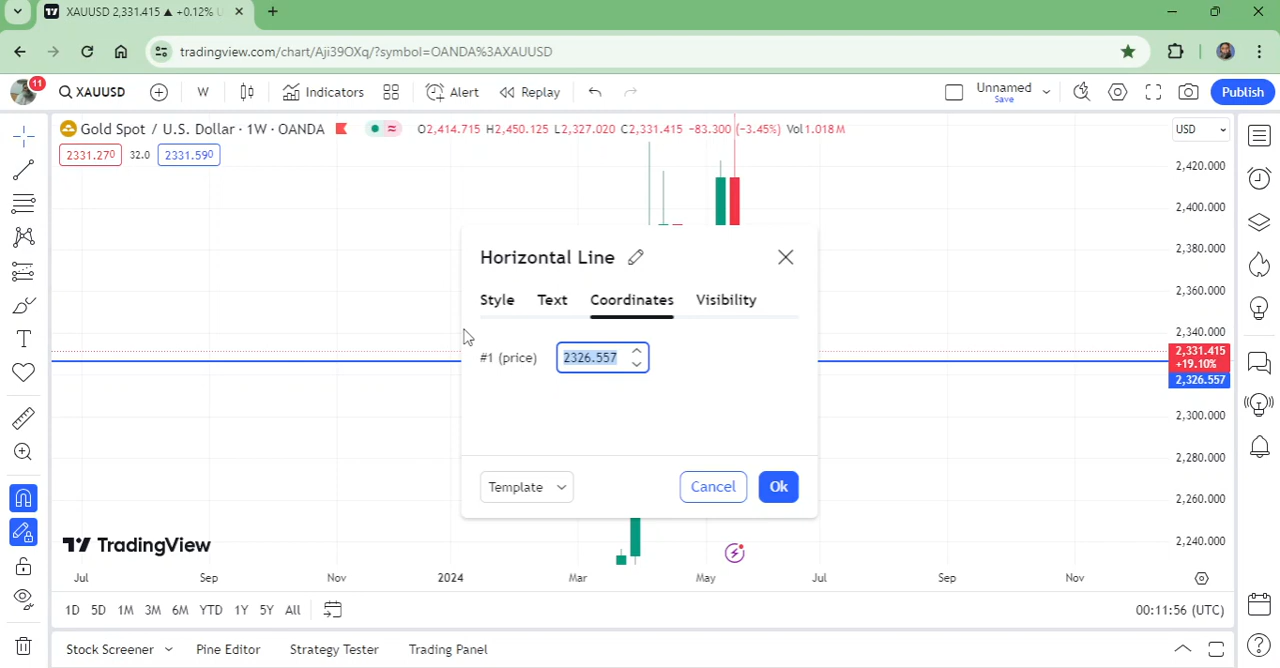 XAUUSD 2,331.415 ▲ +0.12% U
tradingview.com/chart/Aji39OXq/?symbol=OANDA%3AXAUUSD
11
XAUUSD
W
Indicators
Alert
Replay
Unnamed
Save
Publish
Gold Spot / U.S. Dollar · 1W · OANDA
O2,414.715 H2,450.125 L2,327.020 C2,331.415 −83.300 (−3.45%) Vol1.018M
USD
2331.270
32.0
2331.590
2,420.000
2,400.000
2,380.000
2,360.000
2,340.000
2,331.415
+19.10%
2,326.557
2,300.000
2,280.000
2,260.000
2,240.000
Horizontal Line
Style Text Coordinates Visibility
#1 (price) 2326.557
Template
Cancel
Ok
TradingView
Jul Sep Nov 2024 Mar May Jul Sep Nov
1D 5D 1M 3M 6M YTD 1Y 5Y All
00:11:56 (UTC)
Stock Screener Pine Editor Strategy Tester Trading Panel